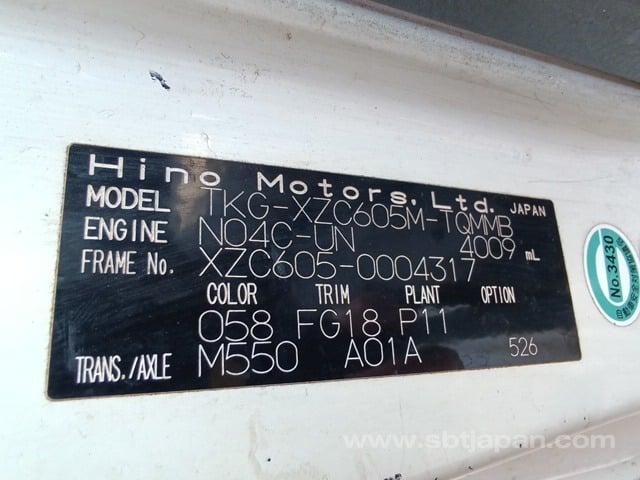 Hino Motors, Ltd. JAPAN
MODEL TKG-XZC605M-TQMMB
ENGINE N04C-UN 4009 mL
FRAME No. XZC605-0004317
COLOR TRIM PLANT OPTION
058 FG18 P11
TRANS./AXLE M550 A01A 526
No. 3430
www.sbtjapan.com